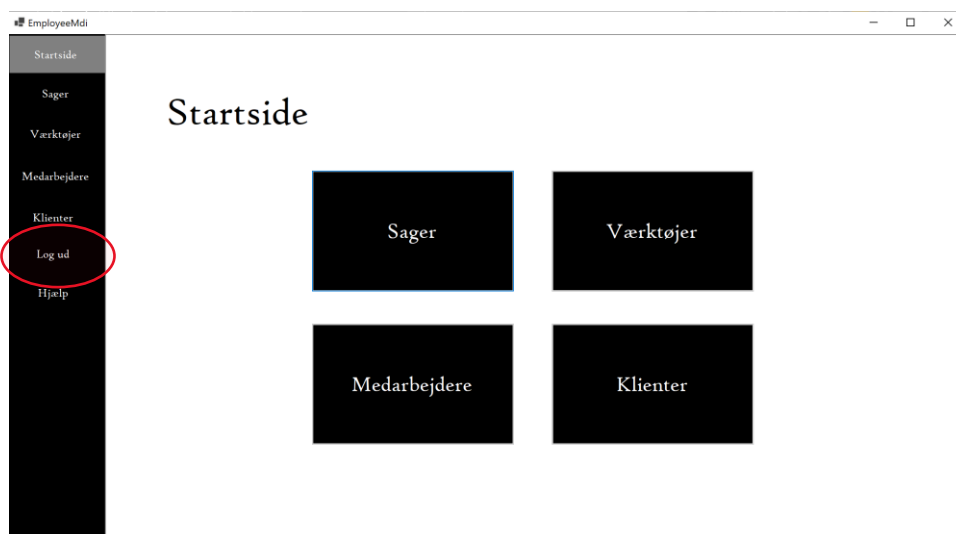 EmployeeMdi
Startside
Sager
Værktøjer
Medarbejdere
Klienter
Log ud
Hjælp
Startside
Sager
Værktøjer
Medarbejdere
Klienter